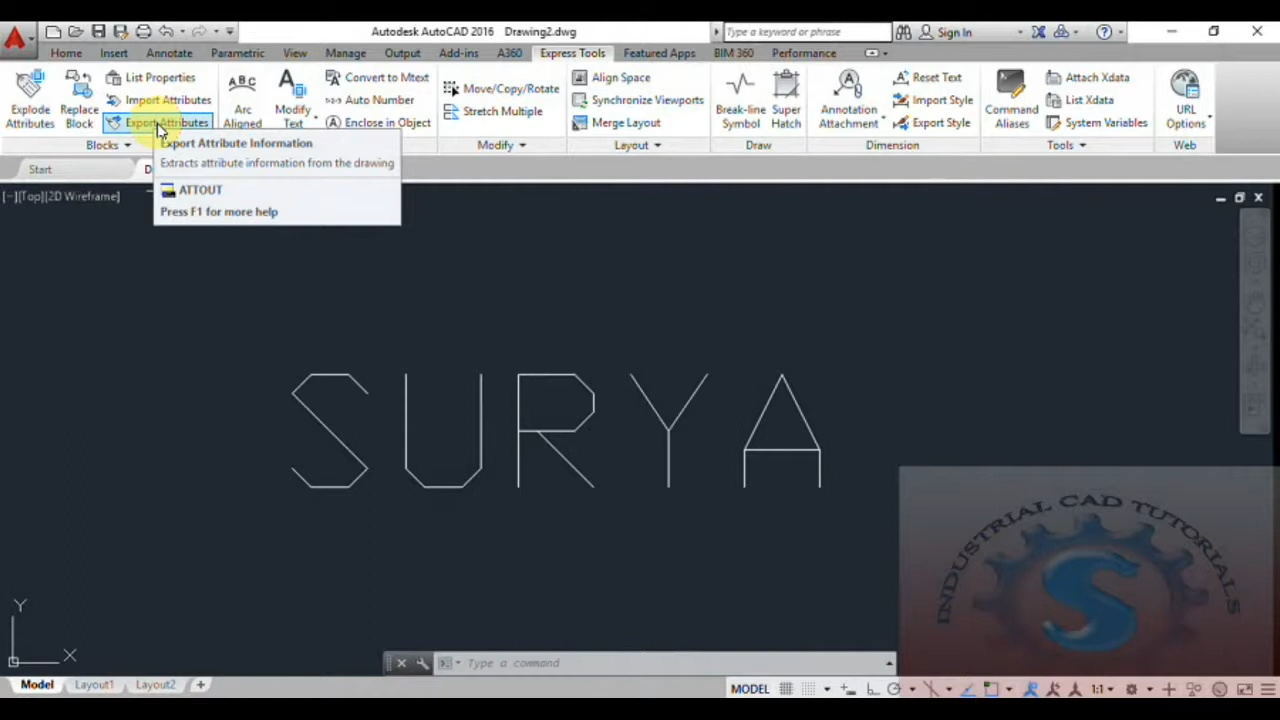 Autodesk AutoCAD 2016 Drawing2.dwg
Type a keyword or phrase
Sign In
Home Insert Annotate Parametric View Manage Output Add-ins A360 Express Tools Featured Apps BIM 360 Performance
Explode Attributes
Replace Block
List Properties
Import Attributes
Export Attributes
Blocks
Arc Aligned
Modify Text
Convert to Mtext
Auto Number
Enclose in Object
Move/Copy/Rotate
Stretch Multiple
Modify
Align Space
Synchronize Viewports
Merge Layout
Layout
Break-line Symbol
Super Hatch
Draw
Annotation Attachment
Reset Text
Import Style
Export Style
Dimension
Command Aliases
Attach Xdata
List Xdata
System Variables
Tools
URL Options
Web
Export Attribute Information
Extracts attribute information from the drawing
ATTOUT
Press F1 for more help
Start
D
[−][Top][2D Wireframe]
SURYA
INDUSTRIAL CAD TUTORIALS
S
Y
X
Type a command
Model Layout1 Layout2 +
MODEL
1:1